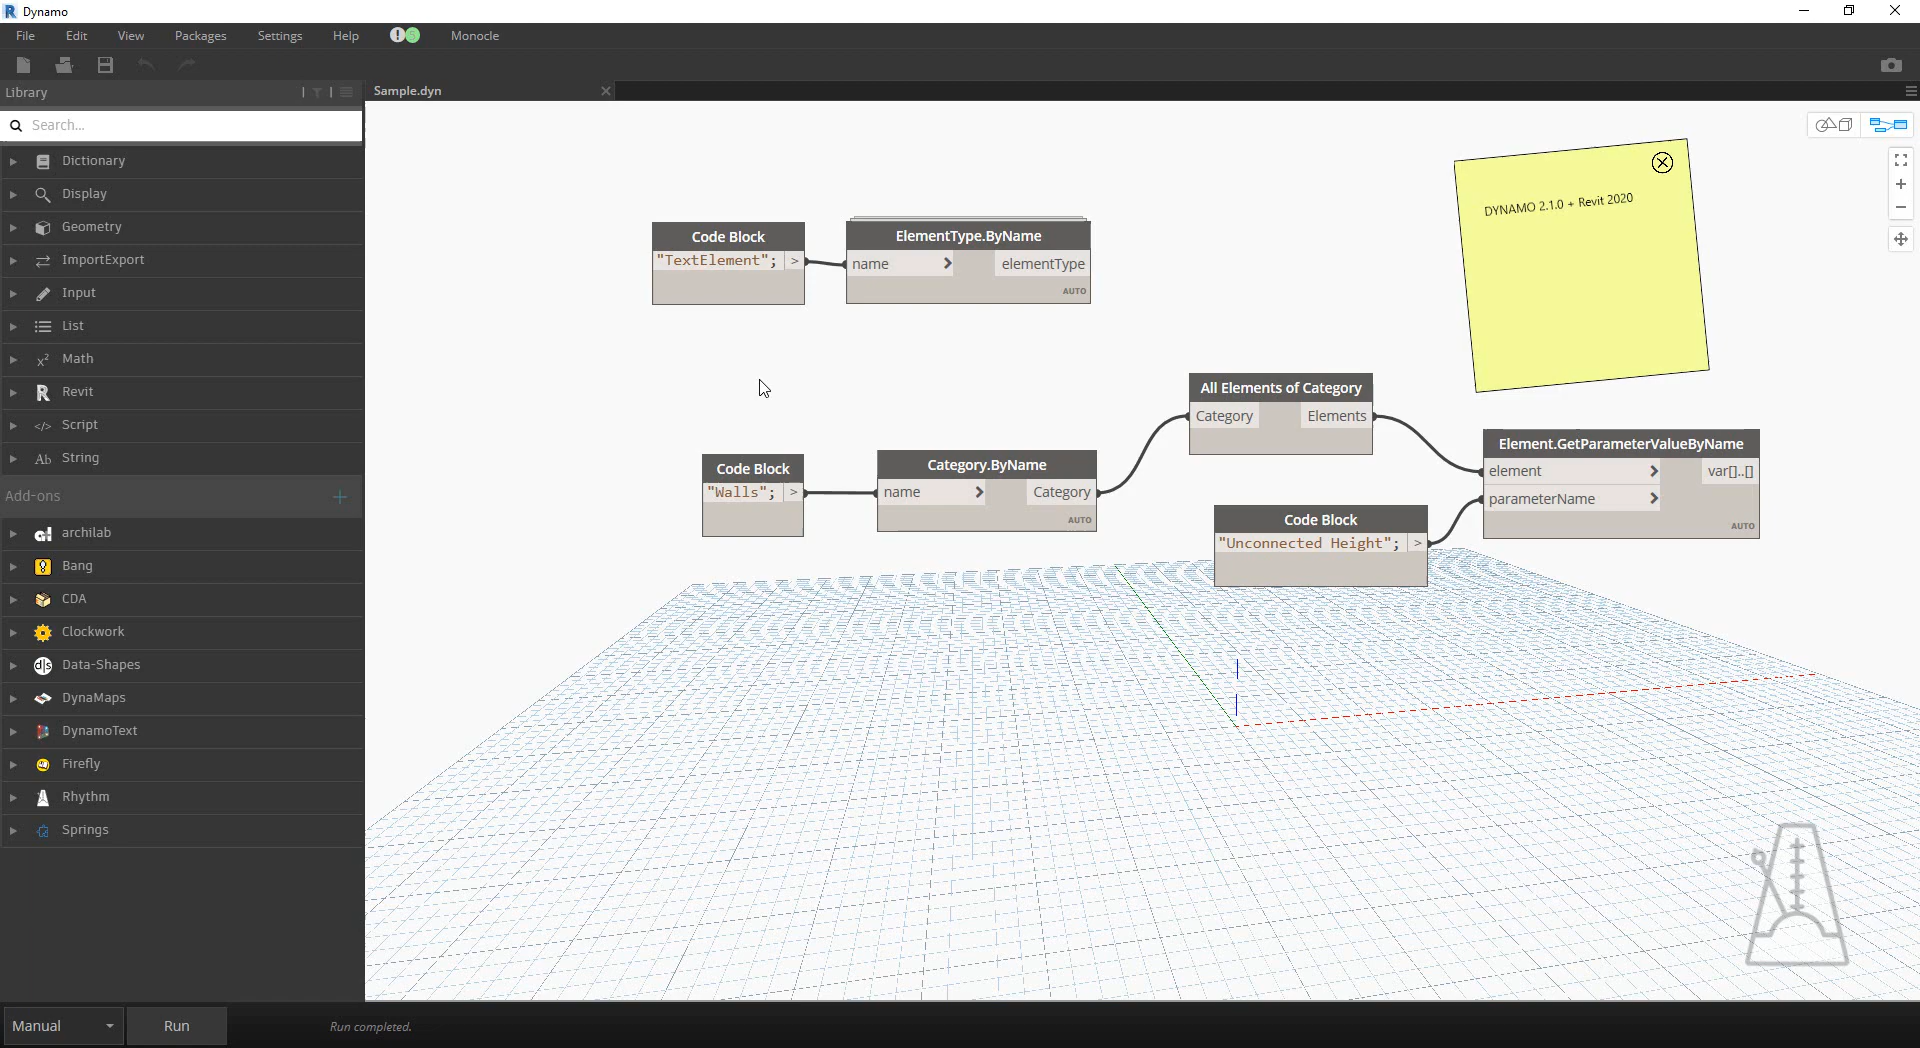 Dynamo
File Edit View Packages Settings Help Monocle
Library
Sample.dyn
Search...
Dictionary
Display
Geometry
ImportExport
Input
List
Math
Revit
Script
String
Add-ons
archilab
Bang
CDA
Clockwork
Data-Shapes
DynaMaps
DynamoText
Firefly
Rhythm
Springs
Code Block
"TextElement"; >
ElementType.ByName
name > elementType
AUTO
DYNAMO 2.1.0 + Revit 2020
All Elements of Category
Category Elements
Code Block
"Walls"; >
Category.ByName
name > Category
AUTO
Element.GetParameterValueByName
element > var[]..[]
parameterName >
AUTO
Code Block
"Unconnected Height"; >
Manual Run Run completed.